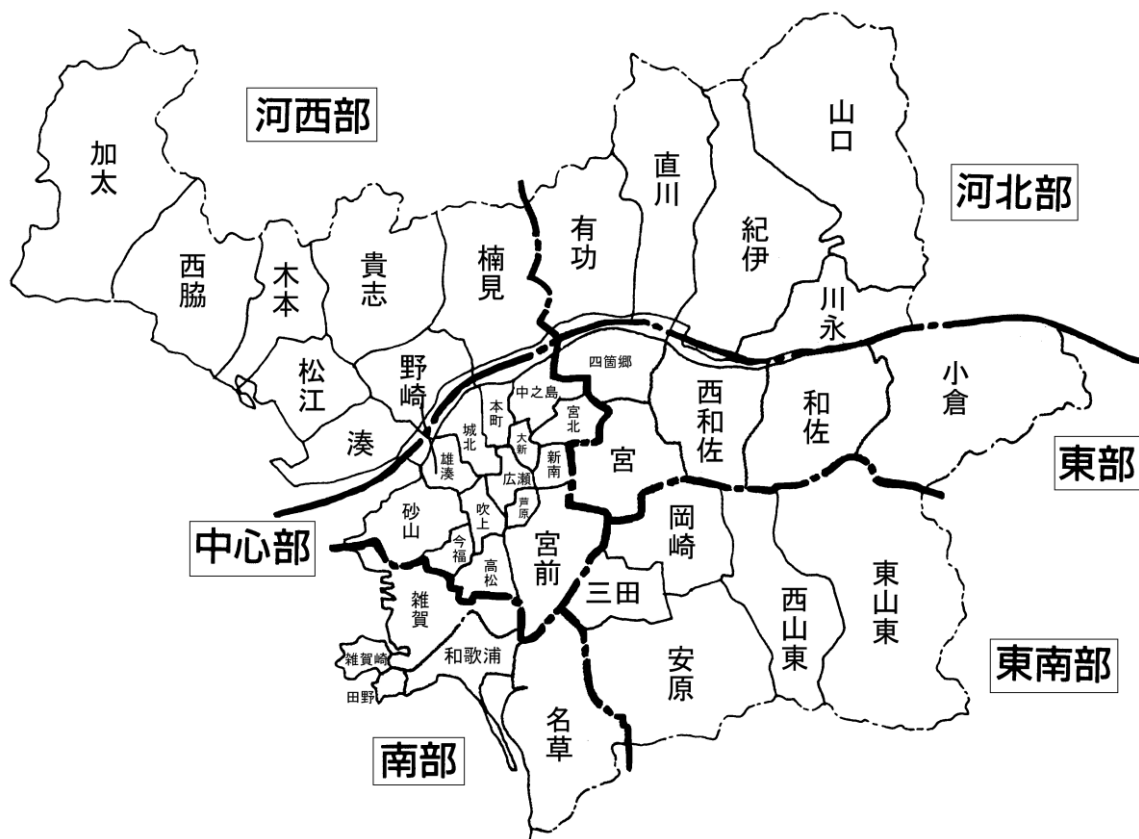 河西部
加太
西脇
木本
貴志
楠見
松江
野崎
湊
河北部
有功
直川
紀伊
山口
川永
東部
四箇郷
宮
西和佐
和佐
小倉
中心部
中之島
本町
城北
宮北
大新
新南
雄湊
広瀬
芦原
吹上
砂山
今福
高松
宮前
東南部
岡崎
三田
安原
西山東
東山東
南部
雑賀
雑賀崎
田野
和歌浦
名草